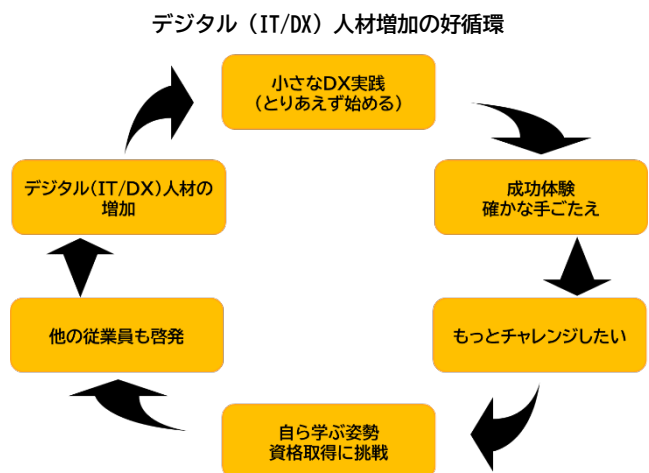 デジタル（IT/DX）人材増加の好循環
小さなDX実践
（とりあえず始める）
成功体験
確かな手ごたえ
もっとチャレンジしたい
自ら学ぶ姿勢
資格取得に挑戦
他の従業員も啓発
デジタル（IT/DX）人材の
増加